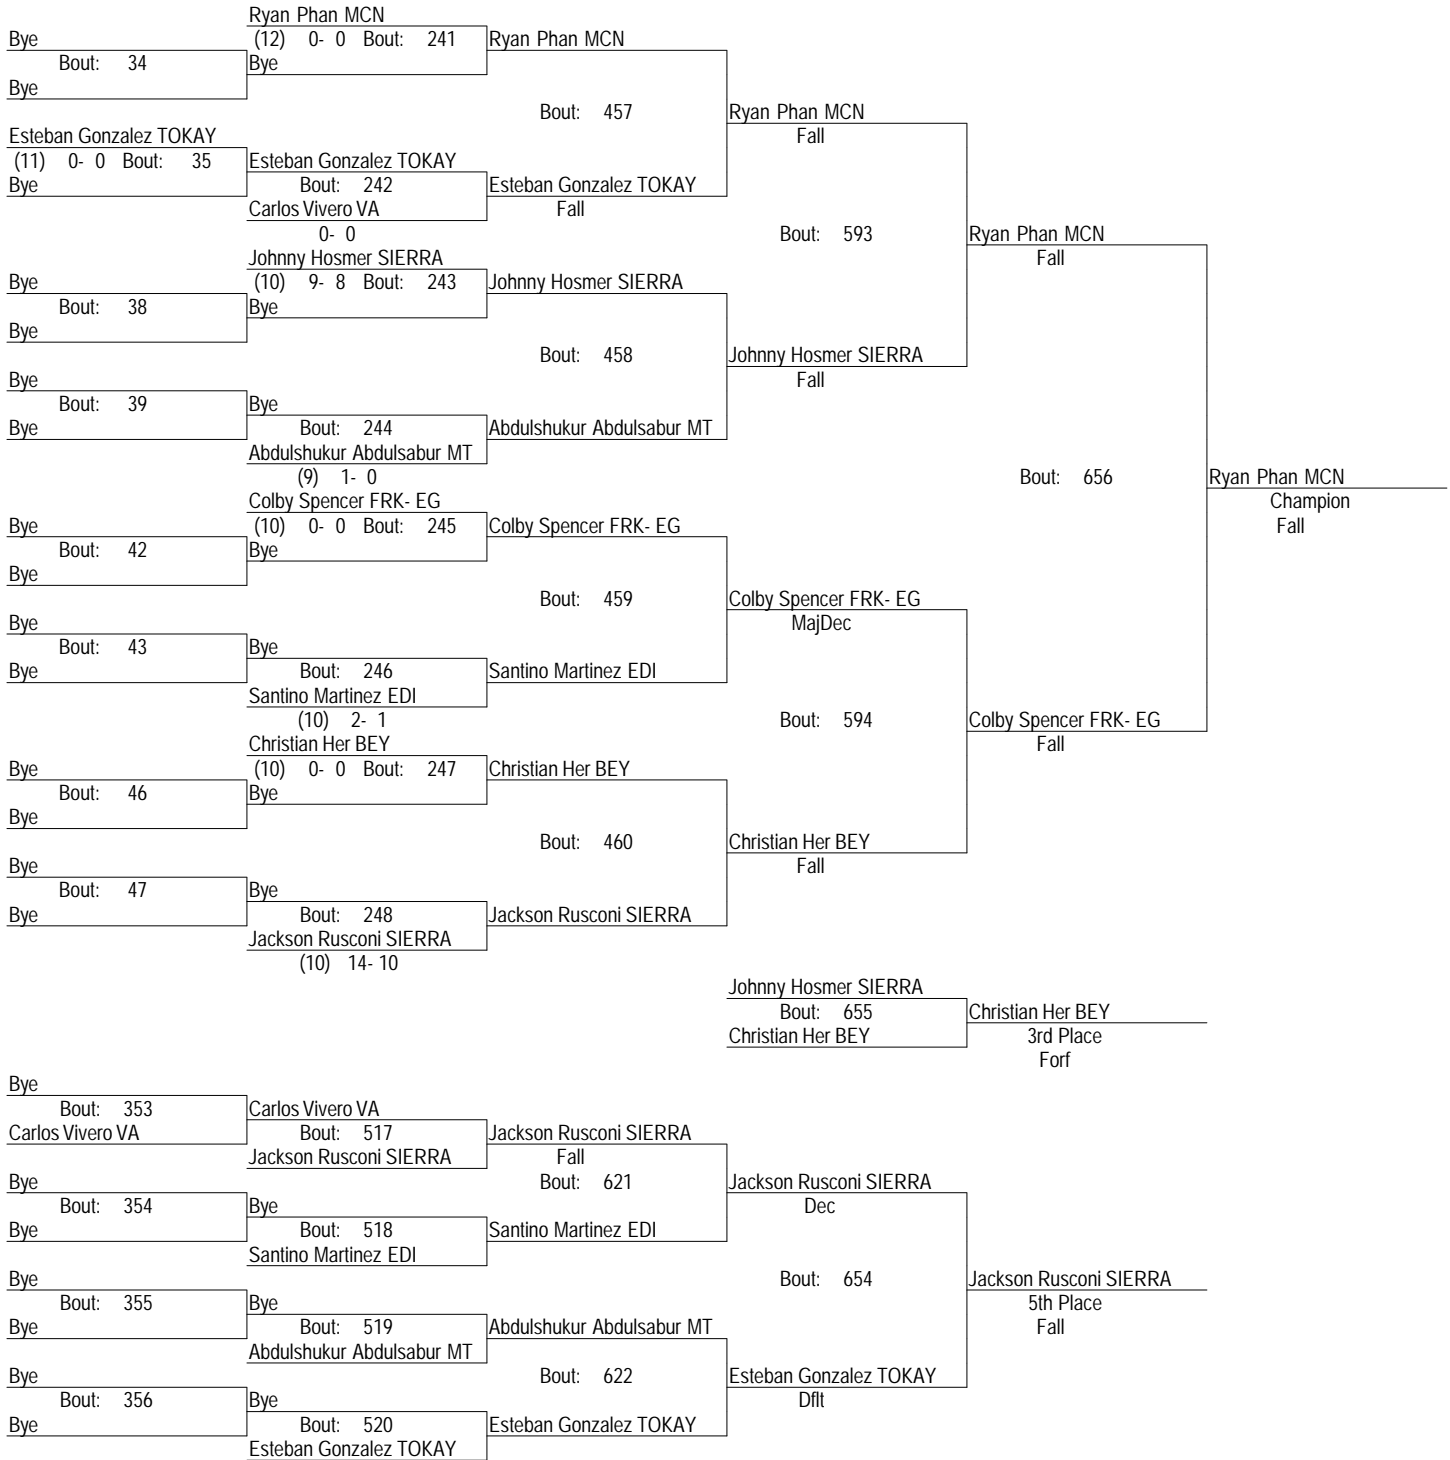 Ryan Phan MCN
Bye (12) 0- 0 Bout: 241 Ryan Phan MCN
Bout: 34 Bye
Bye
Bout: 457 Ryan Phan MCN
Esteban Gonzalez TOKAY Fall
(11) 0- 0 Bout: 35 Esteban Gonzalez TOKAY
Bye Bout: 242 Esteban Gonzalez TOKAY
Carlos Vivero VA Fall
0- 0 Bout: 593 Ryan Phan MCN
Johnny Hosmer SIERRA Fall
Bye (10) 9- 8 Bout: 243 Johnny Hosmer SIERRA
Bout: 38 Bye
Bye
Bout: 458 Johnny Hosmer SIERRA
Bye Fall
Bout: 39 Bye
Bye Bout: 244 Abdulshukur Abdulsabur MT
Abdulshukur Abdulsabur MT
(9) 1- 0 Bout: 656 Ryan Phan MCN
Colby Spencer FRK- EG Champion
Bye (10) 0- 0 Bout: 245 Colby Spencer FRK- EG Fall
Bout: 42 Bye
Bye
Bout: 459 Colby Spencer FRK- EG
Bye MajDec
Bout: 43 Bye
Bye Bout: 246 Santino Martinez EDI
Santino Martinez EDI
(10) 2- 1 Bout: 594 Colby Spencer FRK- EG
Christian Her BEY Fall
Bye (10) 0- 0 Bout: 247 Christian Her BEY
Bout: 46 Bye
Bye
Bout: 460 Christian Her BEY
Bye Fall
Bout: 47 Bye
Bye Bout: 248 Jackson Rusconi SIERRA
Jackson Rusconi SIERRA
(10) 14- 10
Johnny Hosmer SIERRA
Bout: 655 Christian Her BEY
Christian Her BEY 3rd Place
Forf
Bye
Bout: 353 Carlos Vivero VA
Carlos Vivero VA Bout: 517 Jackson Rusconi SIERRA
Jackson Rusconi SIERRA Fall
Bye Bout: 621 Jackson Rusconi SIERRA
Bout: 354 Bye Dec
Bye Bout: 518 Santino Martinez EDI
Santino Martinez EDI
Bye Bout: 654 Jackson Rusconi SIERRA
Bout: 355 Bye 5th Place
Bye Bout: 519 Abdulshukur Abdulsabur MT Fall
Abdulshukur Abdulsabur MT
Bye Bout: 622 Esteban Gonzalez TOKAY
Bout: 356 Bye Dflt
Bye Bout: 520 Esteban Gonzalez TOKAY
Esteban Gonzalez TOKAY